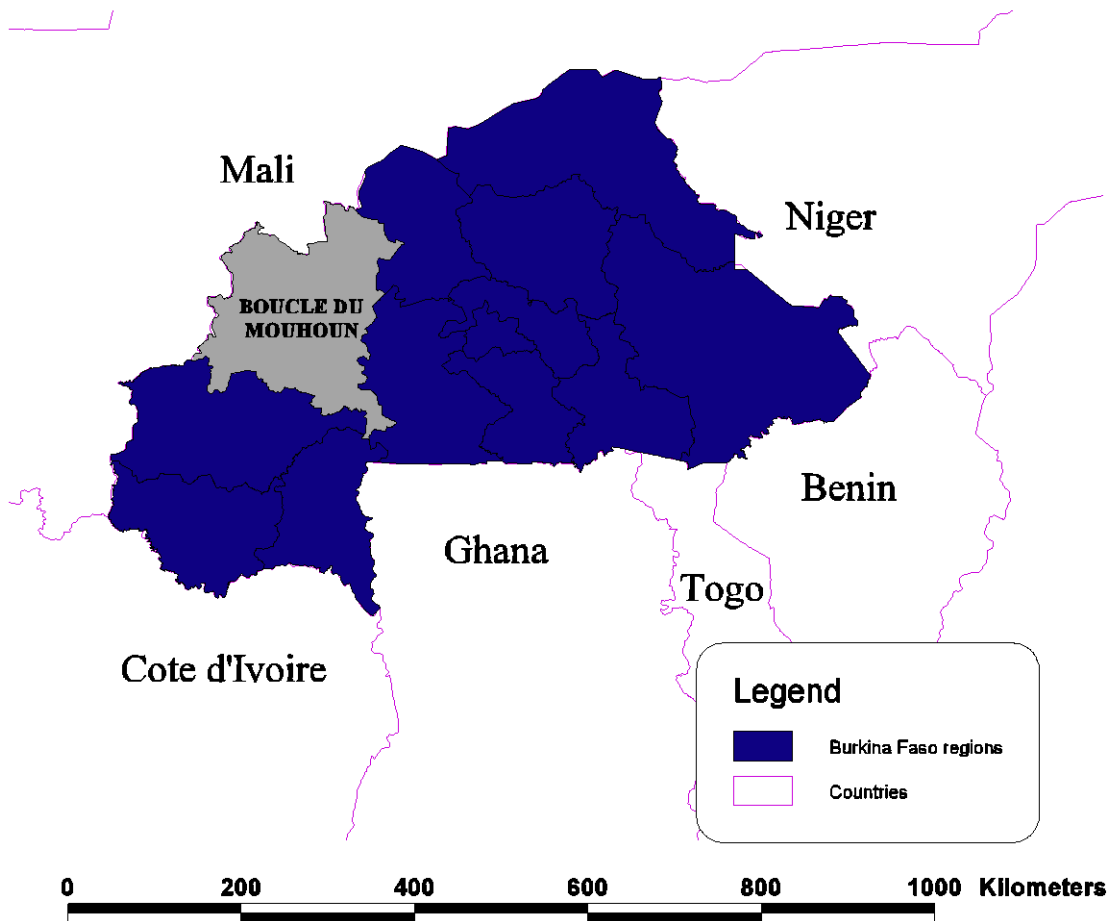 Mali
Niger
BOUCLE DU
MOUHOUN
Benin
Ghana
Togo
Cote d'Ivoire
Legend
Burkina Faso regions
Countries
0 200 400 600 800 1000 Kilometers